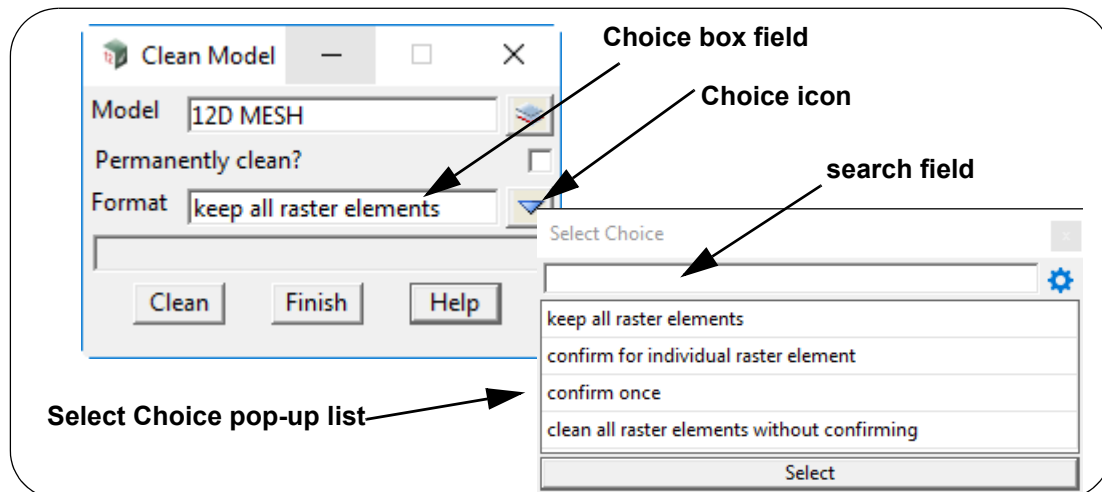 Clean Model
Choice box field
Model 12D MESH
Choice icon
Permanently clean?
search field
Format keep all raster elements
Select Choice
Clean Finish Help
keep all raster elements
confirm for individual raster element
confirm once
Select Choice pop-up list
clean all raster elements without confirming
Select